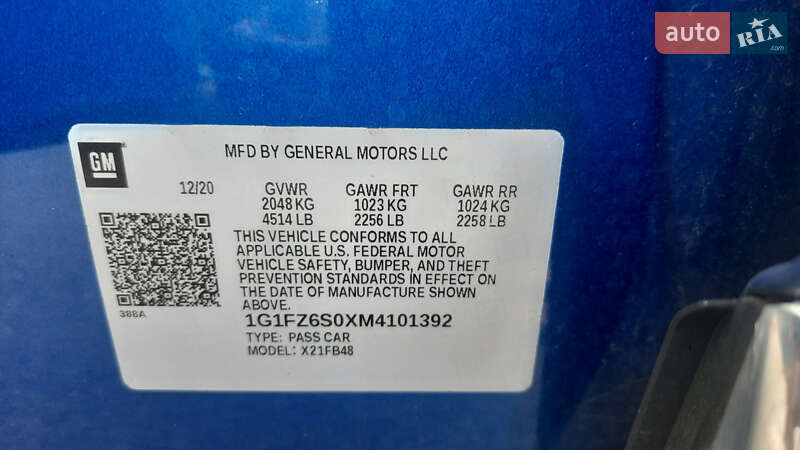 auto RIA.com
GM
MFD BY GENERAL MOTORS LLC
12/20 GVWR GAWR FRT GAWR RR
2048 KG 1023 KG 1024 KG
4514 LB 2256 LB 2258 LB
THIS VEHICLE CONFORMS TO ALL
APPLICABLE U.S. FEDERAL MOTOR
VEHICLE SAFETY, BUMPER, AND THEFT
PREVENTION STANDARDS IN EFFECT ON
THE DATE OF MANUFACTURE SHOWN
ABOVE.
388A
1G1FZ6S0XM4101392
TYPE: PASS CAR
MODEL: X21FB48